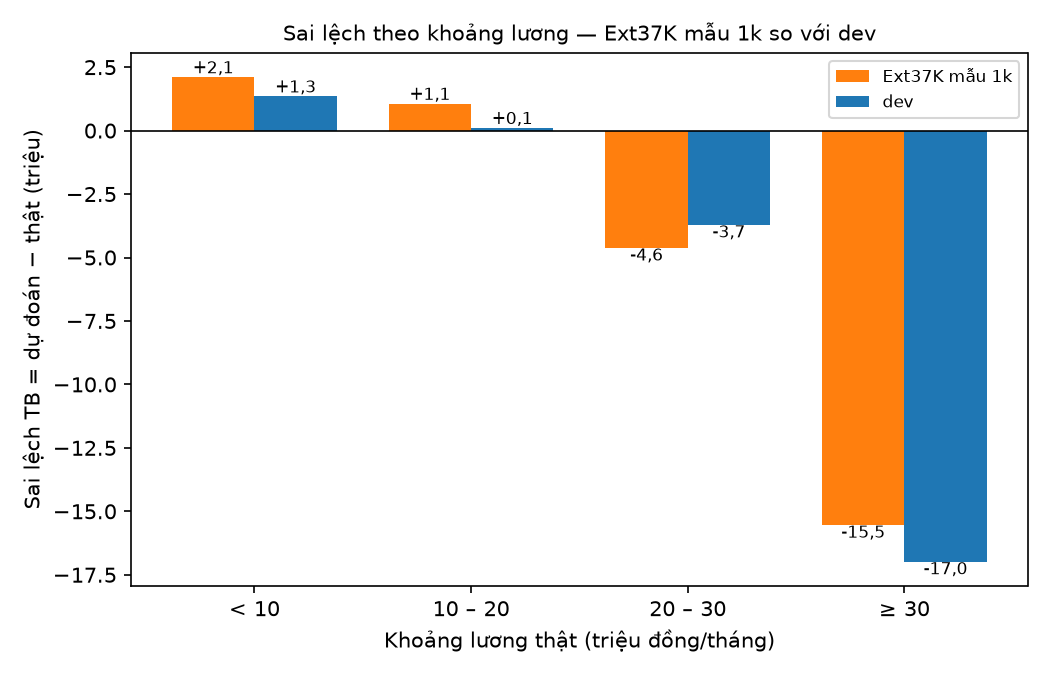 Sai lệch theo khoảng lương — Ext37K mẫu 1k so với dev
Ext37K mẫu 1k
dev
Sai lệch TB = dự đoán − thật (triệu)
2.5
0.0
−2.5
−5.0
−7.5
−10.0
−12.5
−15.0
−17.5
+2,1
+1,3
+1,1
+0,1
-4,6
-3,7
-15,5
-17,0
< 10
10 – 20
20 – 30
≥ 30
Khoảng lương thật (triệu đồng/tháng)